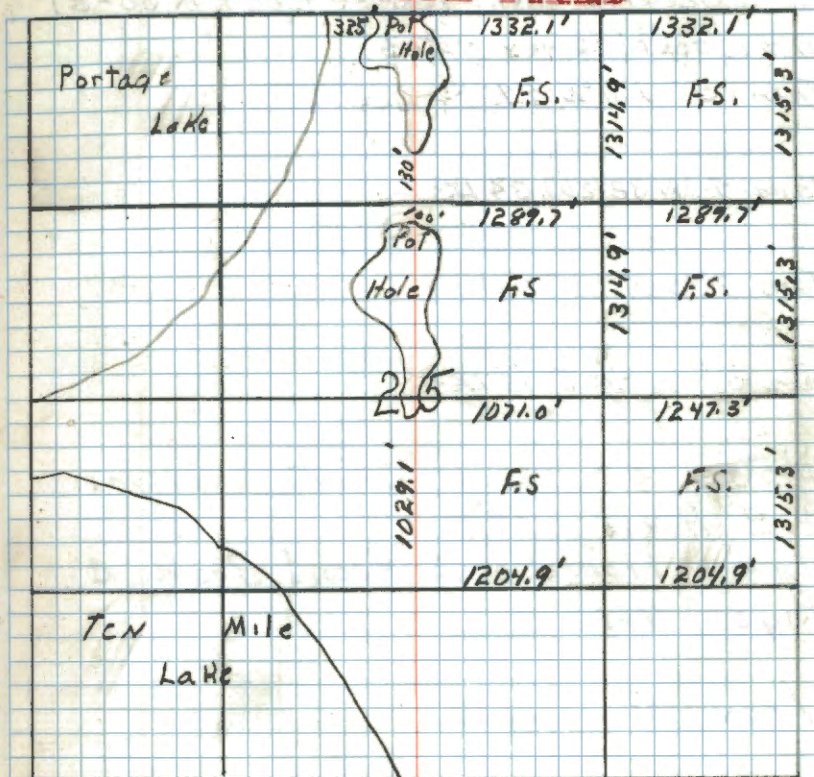 325' Pot 1332.1' 1332.1'
Hole
Portage F.S. 1314.9' F.S. 1315.3'
Lake
130'
100' 1289.7' 1289.7'
Pot
Hole F.S 1314.9' F.S. 1315.3'
25 1071.0' 1247.3'
1029.1' F.S F.S. 1315.3'
1204.9' 1204.9'
TEN Mile
Lake